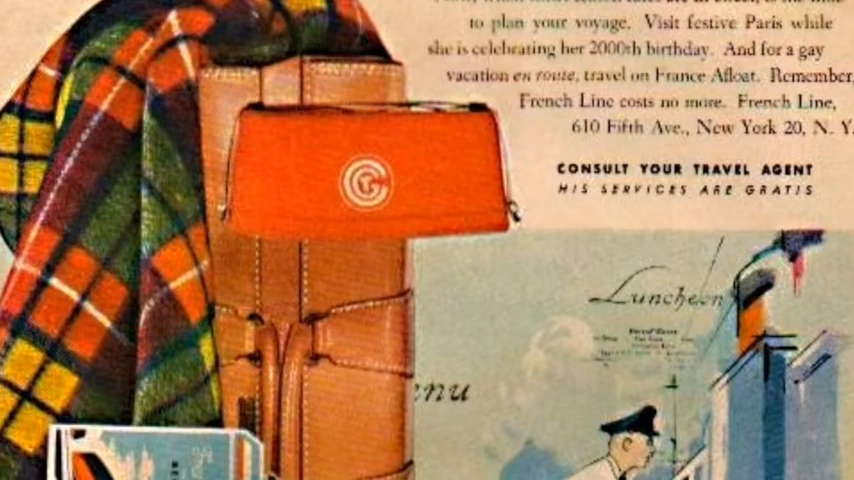 to plan your voyage. Visit festive Paris while
she is celebrating her 2000th birthday. And for a gay
vacation en route, travel on France Afloat. Remember,
French Line costs no more. French Line,
610 Fifth Ave., New York 20, N. Y.
CONSULT YOUR TRAVEL AGENT
HIS SERVICES ARE GRATIS
Luncheon
enu